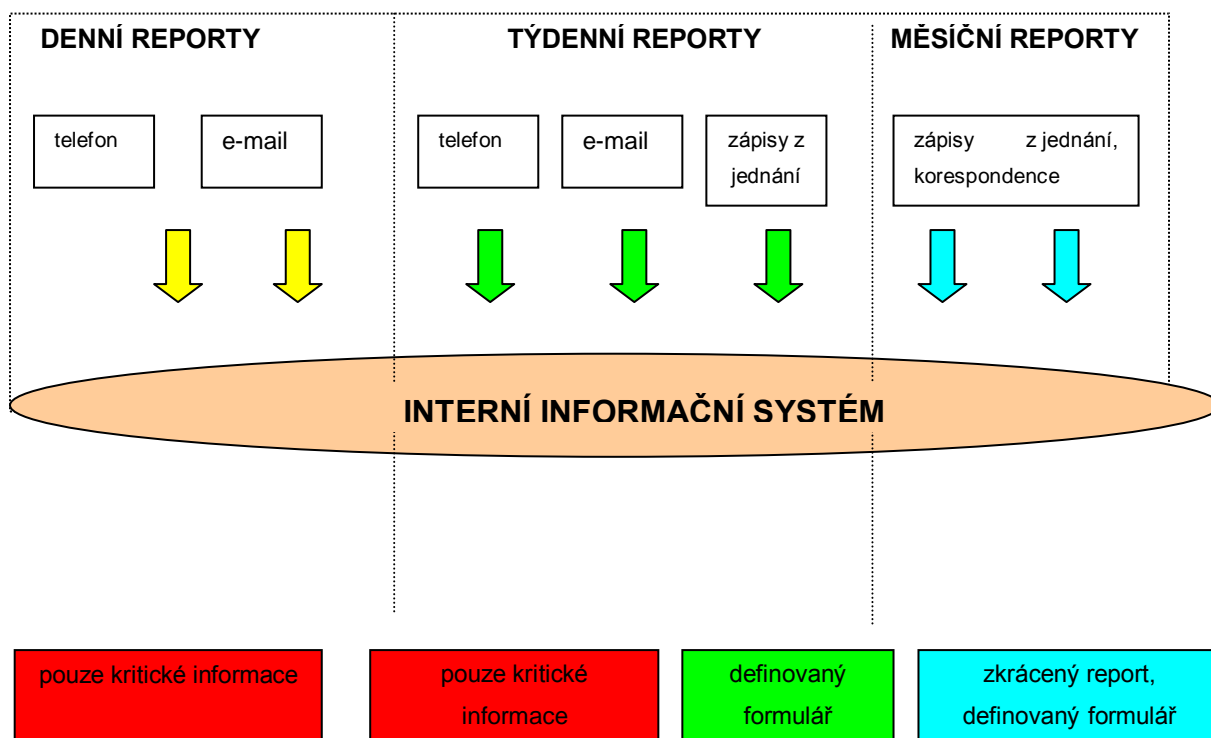 DENNÍ REPORTY
TÝDENNÍ REPORTY
MĚSÍČNÍ REPORTY
telefon
e-mail
telefon
e-mail
zápisy z
jednání
zápisy z jednání,
korespondence
INTERNÍ INFORMAČNÍ SYSTÉM
pouze kritické informace
pouze kritické
informace
definovaný
formulář
zkrácený report,
definovaný formulář